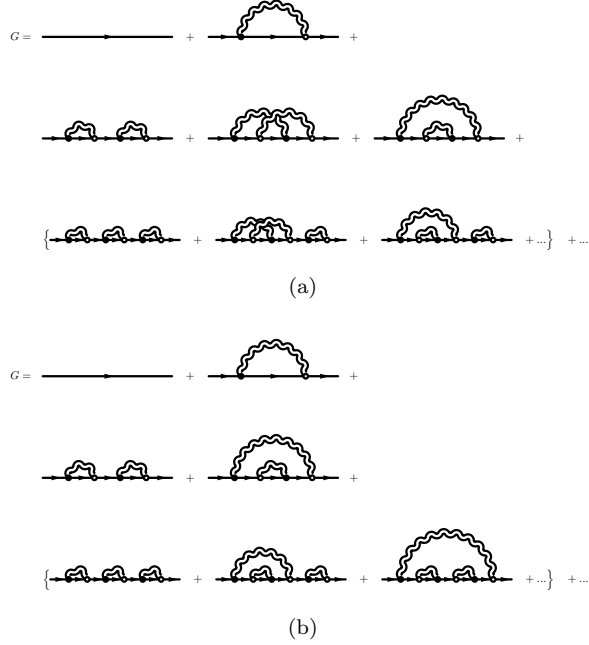 G = + +
+ + +
{ + + + ... } + ...
(a)
G = + +
+ +
{ + + + ... } + ...
(b)